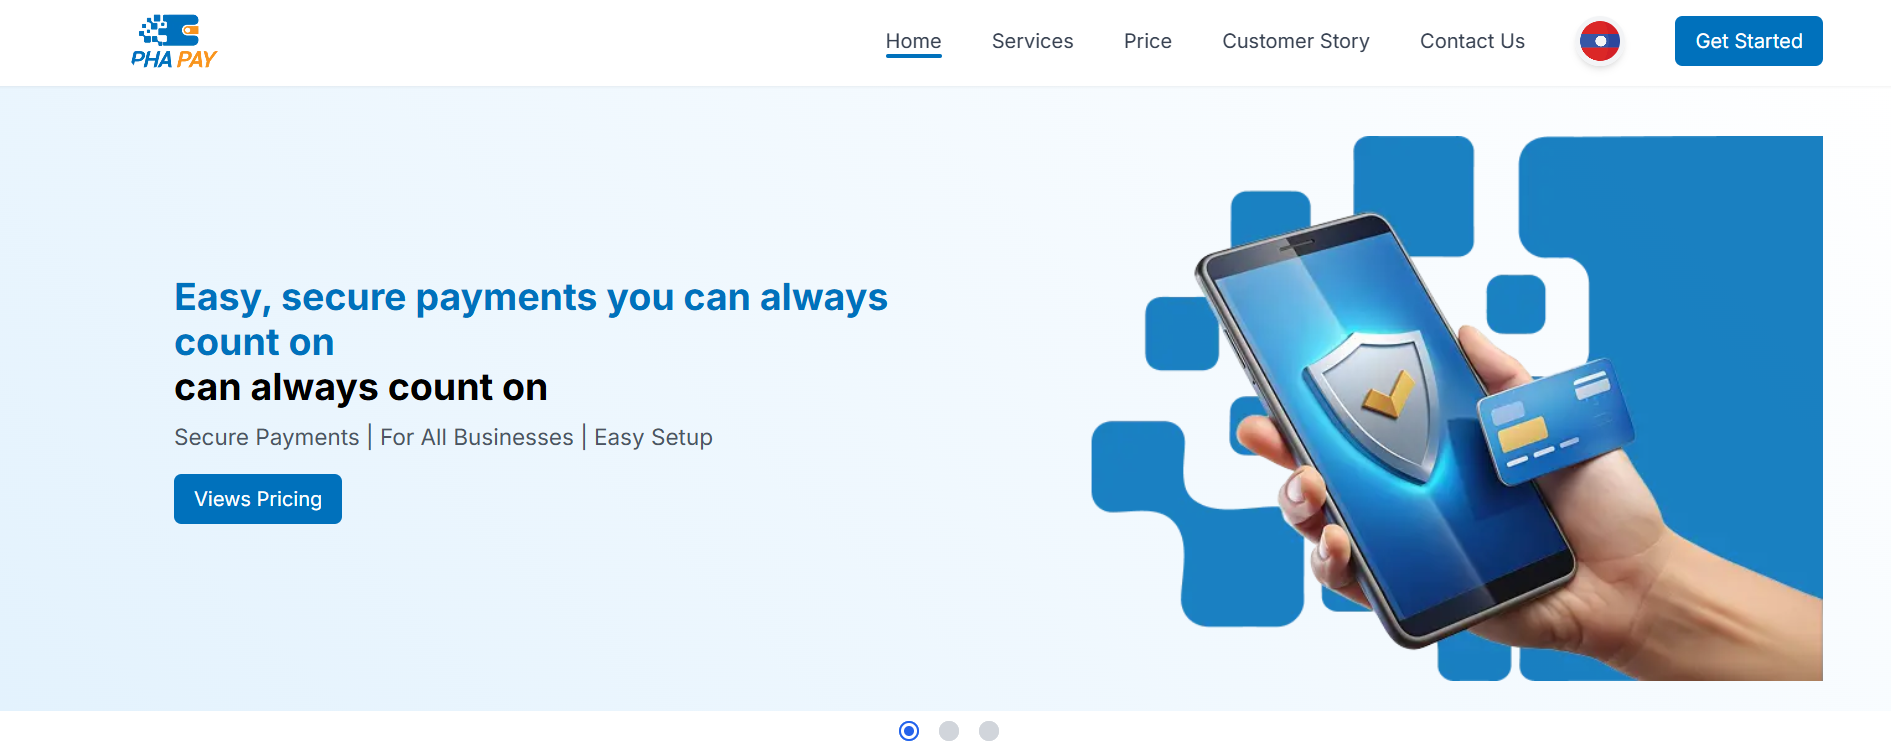 PHA PAY
Home
Services
Price
Customer Story
Contact Us
Get Started
Easy, secure payments you can always
count on
can always count on
Secure Payments | For All Businesses | Easy Setup
Views Pricing